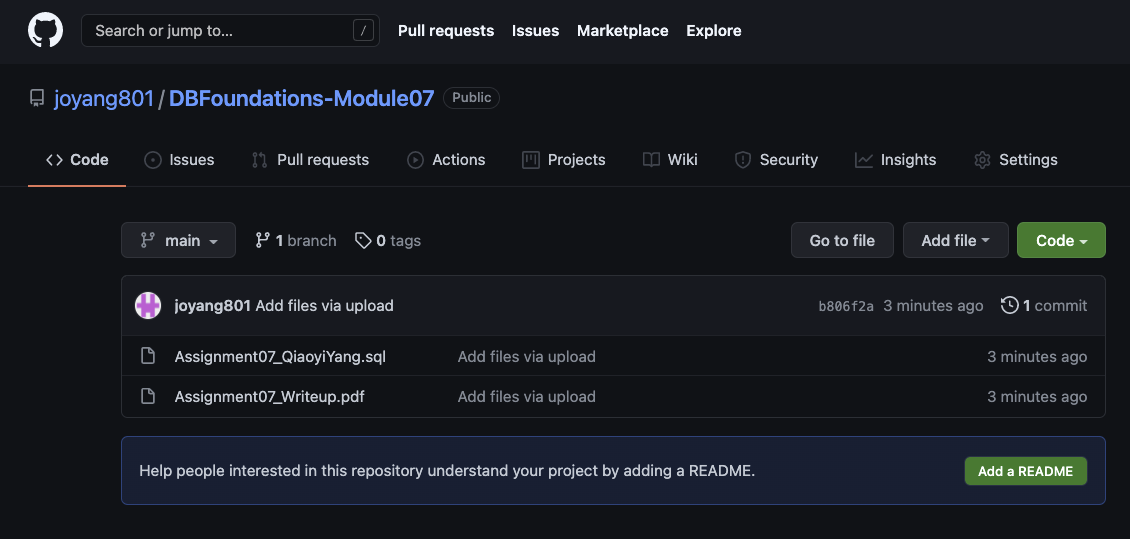 Search or jump to... / Pull requests Issues Marketplace Explore
joyang801 / DBFoundations-Module07 Public
<> Code Issues Pull requests Actions Projects Wiki Security Insights Settings
main 1 branch 0 tags Go to file Add file Code
joyang801 Add files via upload b806f2a 3 minutes ago 1 commit
Assignment07_QiaoyiYang.sql Add files via upload 3 minutes ago
Assignment07_Writeup.pdf Add files via upload 3 minutes ago
Help people interested in this repository understand your project by adding a README. Add a README